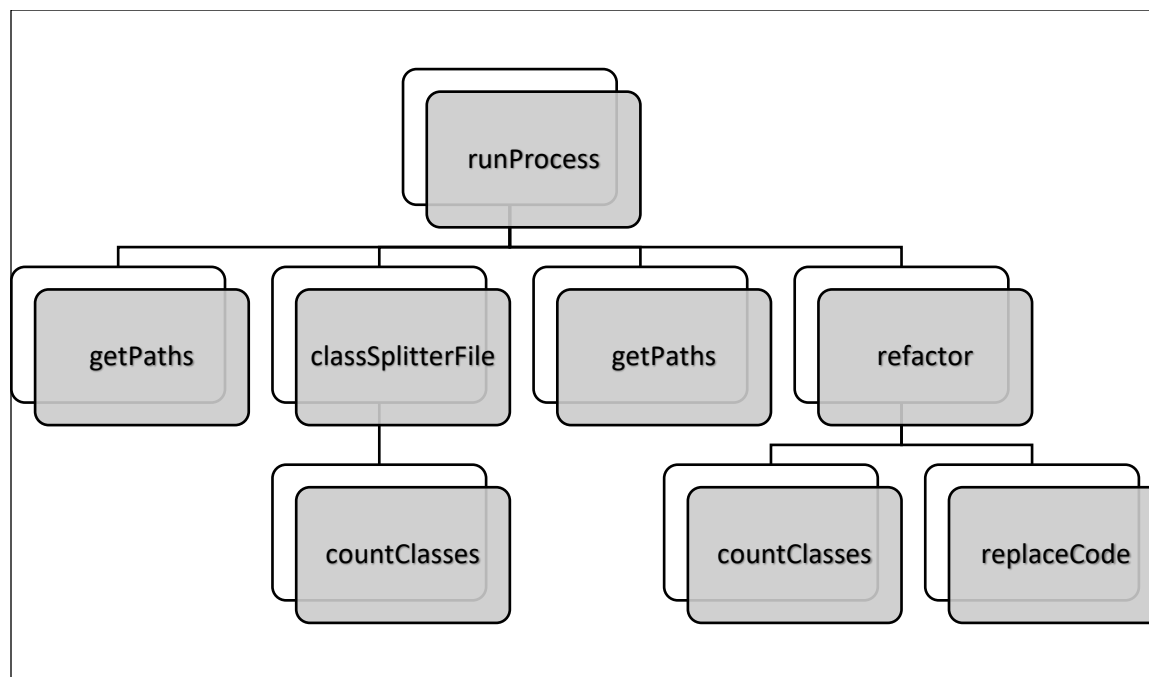 runProcess
getPaths
classSplitterFile
getPaths
refactor
countClasses
countClasses
replaceCode